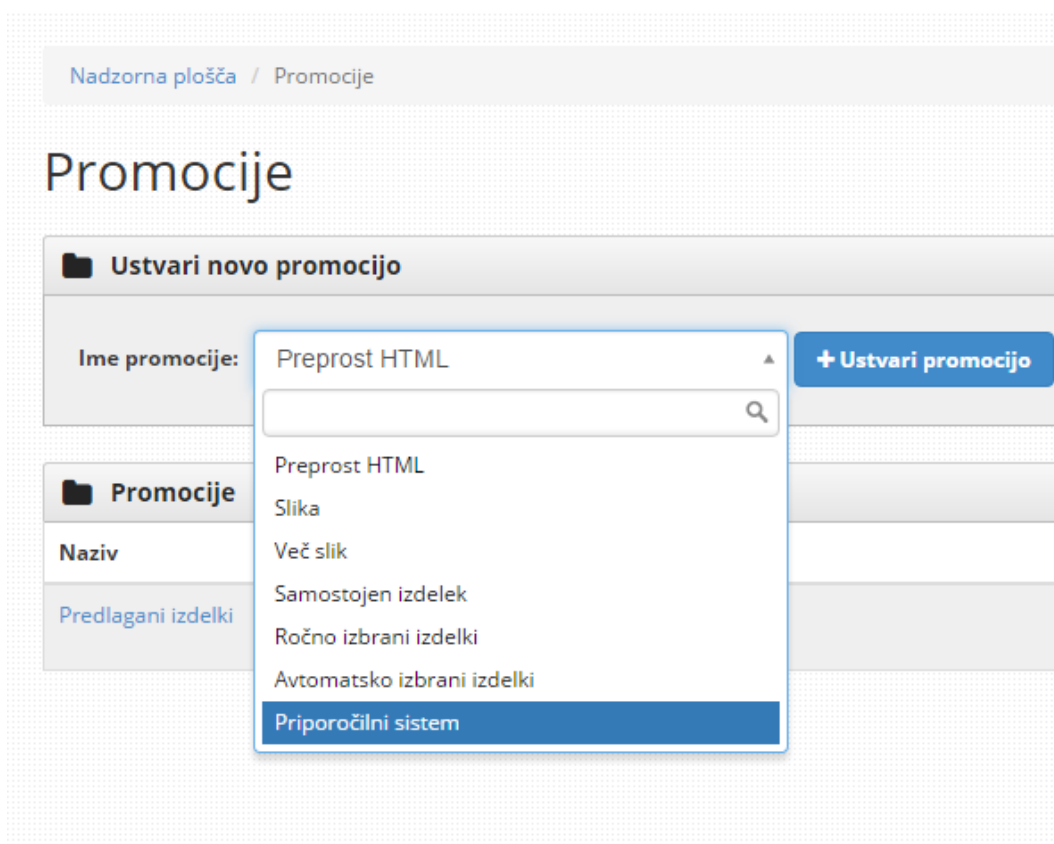 Nadzorna plošča / Promocije
Promocije
Ustvari novo promocijo
Ime promocije: Preprost HTML + Ustvari promocijo
Preprost HTML
Slika
Več slik
Samostojen izdelek
Ročno izbrani izdelki
Avtomatsko izbrani izdelki
Priporočilni sistem
Promocije
Naziv
Predlagani izdelki